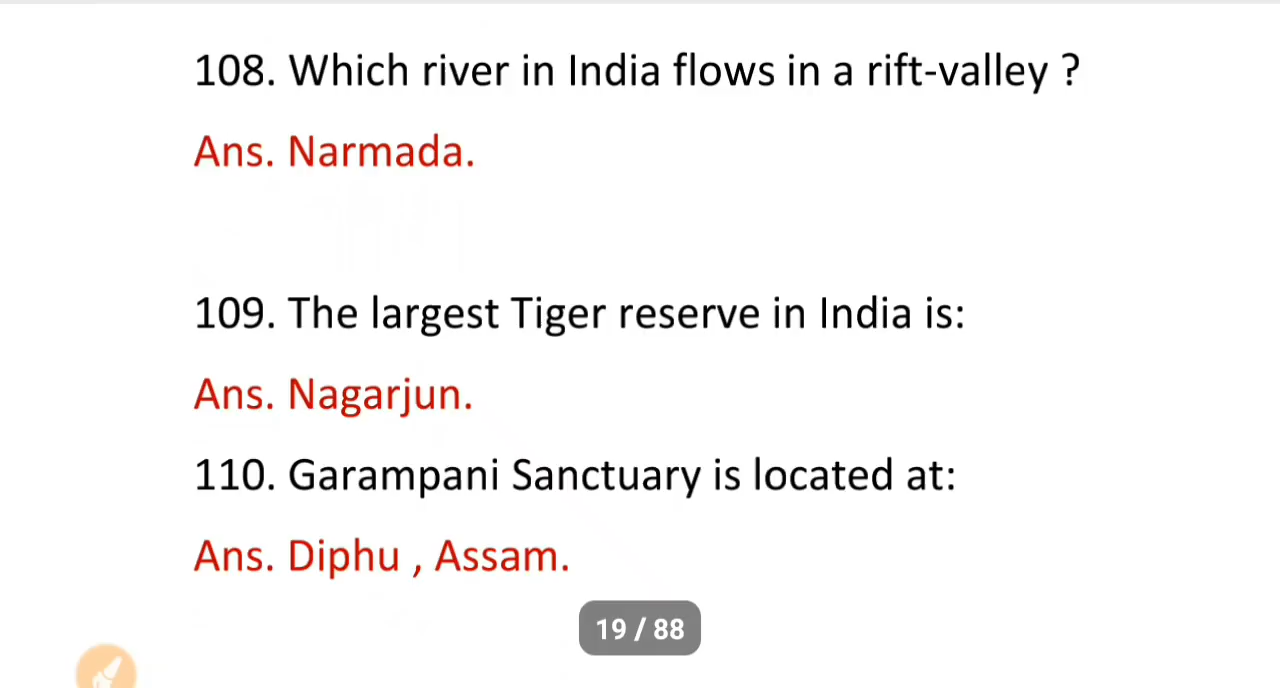 108. Which river in India flows in a rift-valley ?
Ans. Narmada.
109. The largest Tiger reserve in India is:
Ans. Nagarjun.
110. Garampani Sanctuary is located at:
Ans. Diphu , Assam.
19 / 88